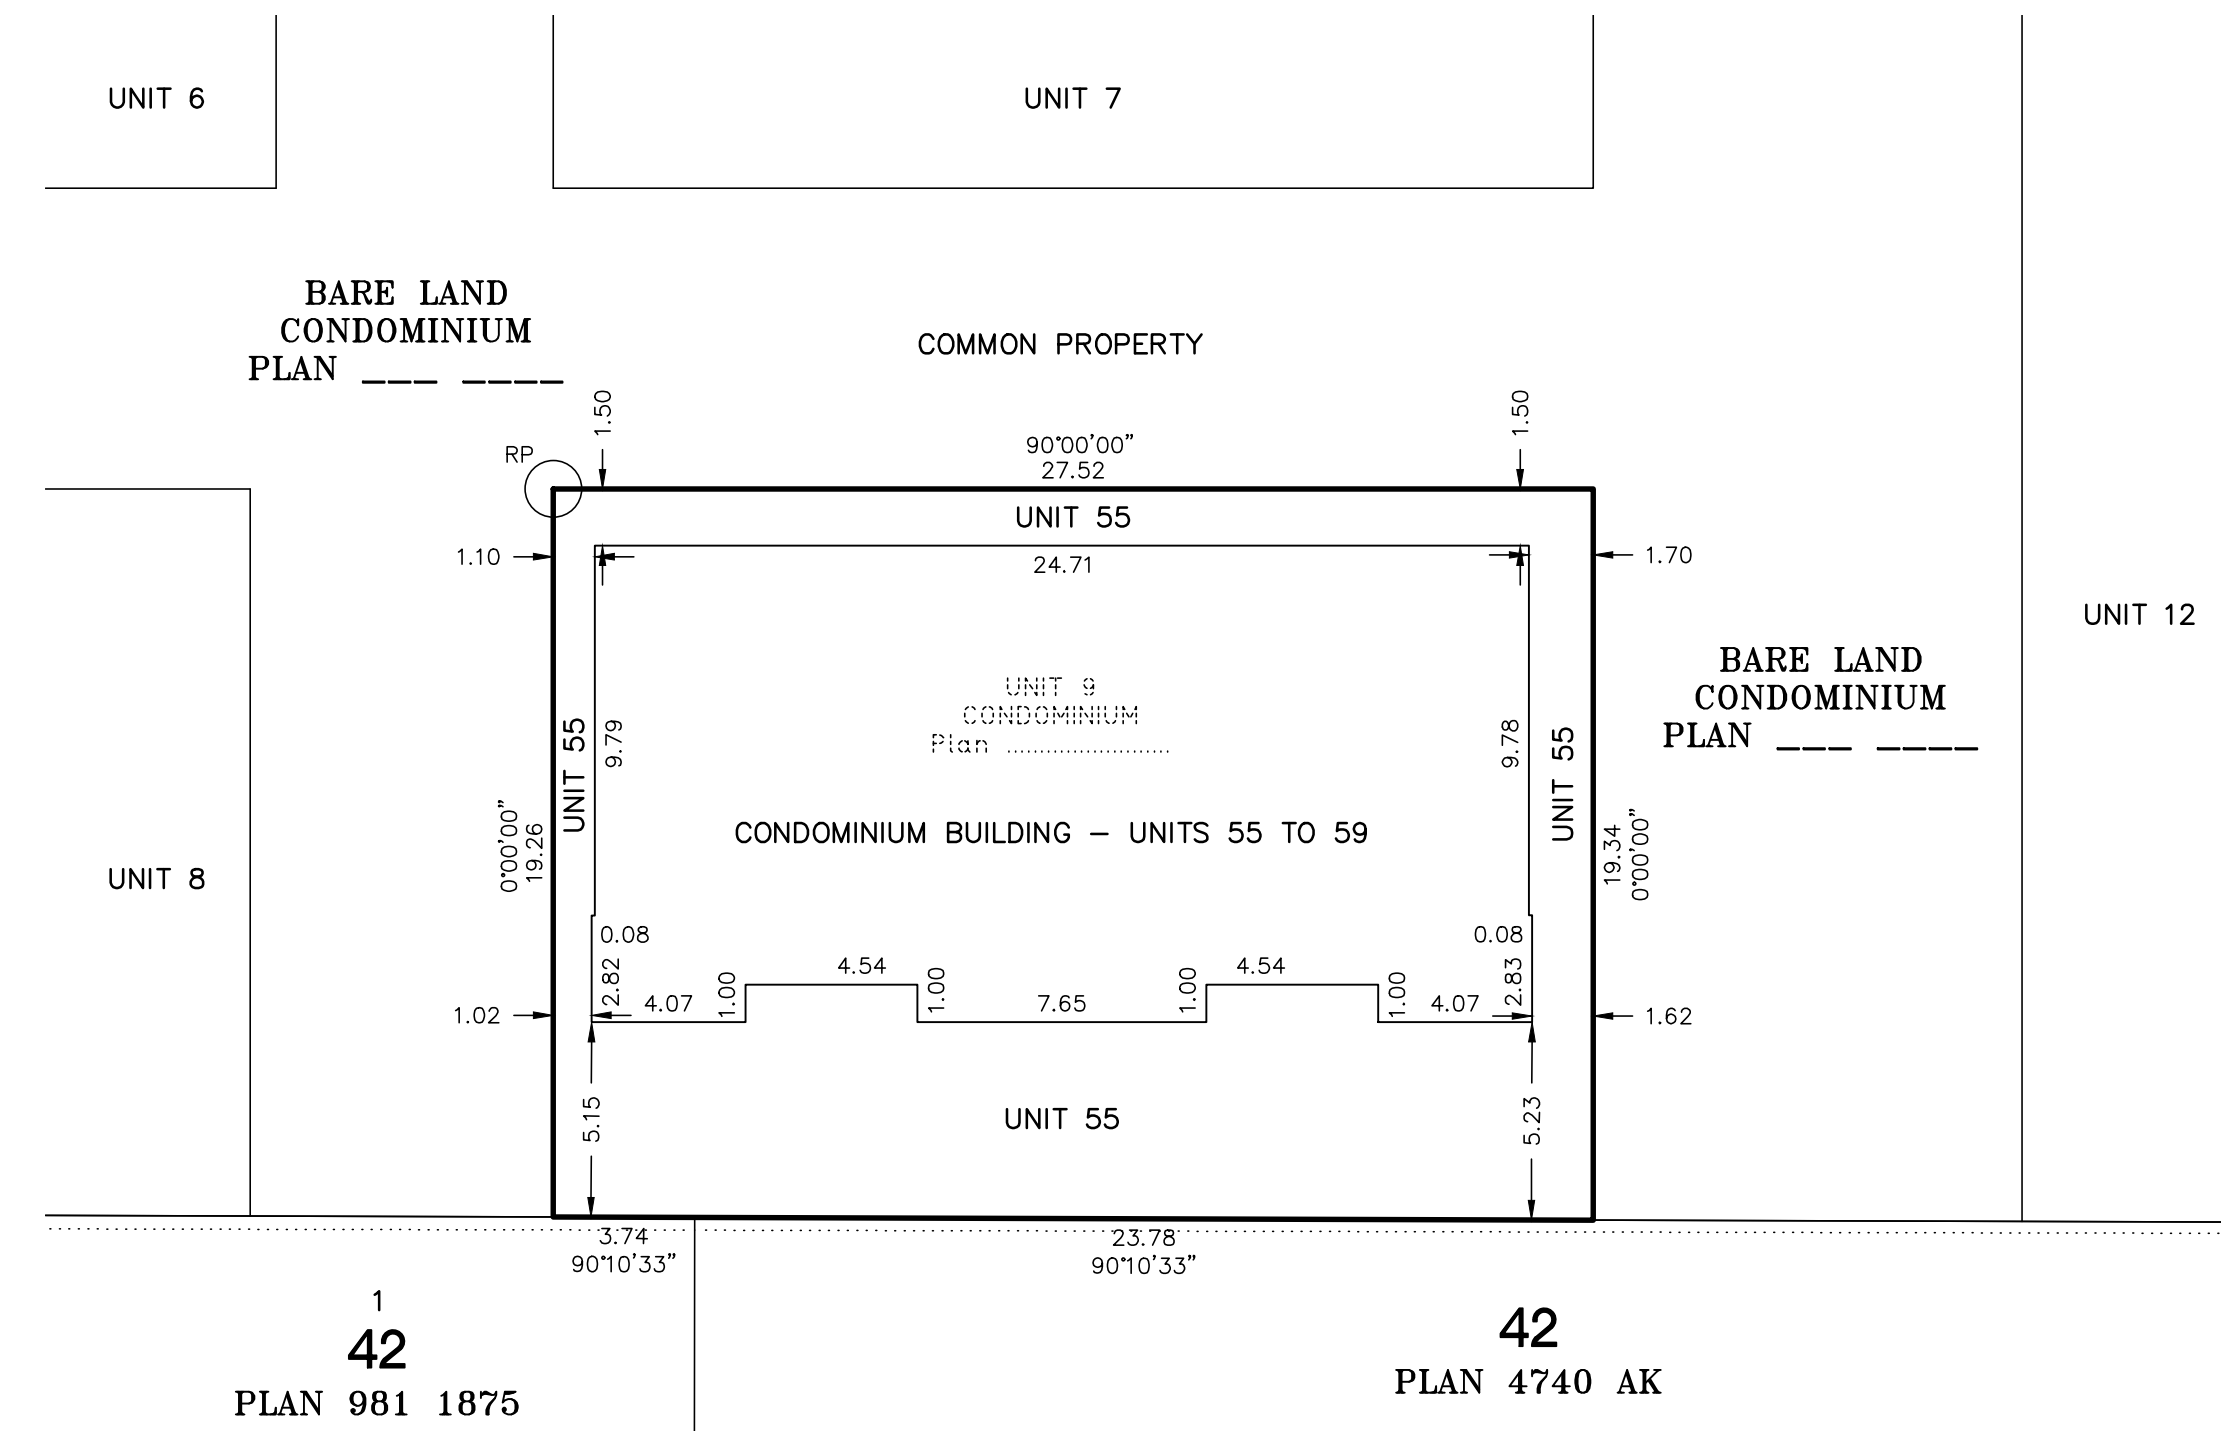 UNIT 6
UNIT 7
BARE LAND
CONDOMINIUM
PLAN ___ ____
COMMON PROPERTY
1.50
1.50
RP
90°00'00"
27.52
UNIT 55
1.10
24.71
1.70
UNIT 12
UNIT 9
CONDOMINIUM
Plan .........................
BARE LAND
CONDOMINIUM
PLAN ___ ____
UNIT 55
9.79
9.78
UNIT 55
0°00'00"
19.26
CONDOMINIUM BUILDING – UNITS 55 TO 59
19.34
0°00'00"
UNIT 8
0.08
0.08
2.82
4.07
1.00
4.54
1.00
7.65
1.00
4.54
1.00
4.07
2.83
1.02
1.62
5.15
UNIT 55
5.23
3.74
90°10'33"
23.78
90°10'33"
1
42
PLAN 981 1875
42
PLAN 4740 AK